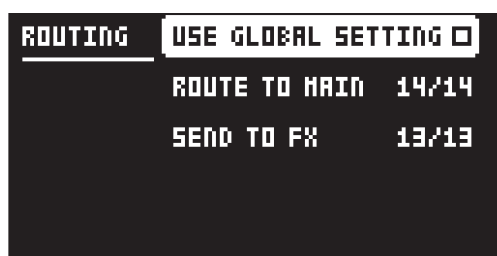 ROUTING
USE GLOBAL SETTING
ROUTE TO MAIN 14/14
SEND TO FX 13/13